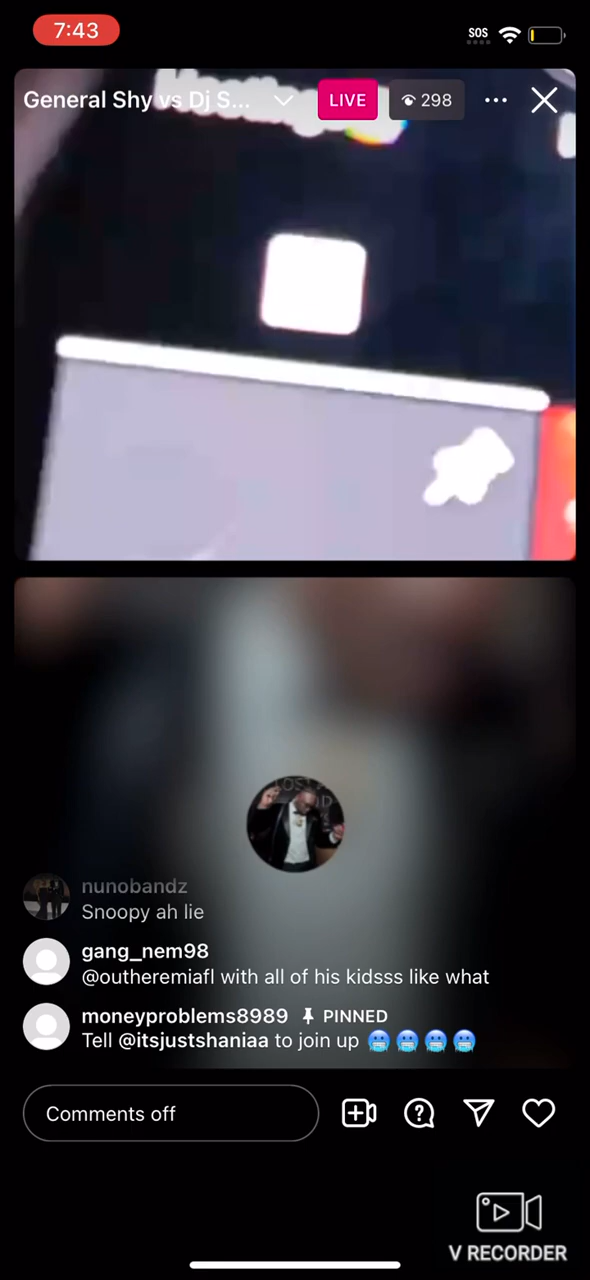 7:43
SOS
General Shy vs Dj S...
LIVE
298
nunobandz
Snoopy ah lie
gang_nem98
@outheremiafl with all of his kidsss like what
moneyproblems8989 PINNED
Tell @itsjustshaniaa to join up 🥶🥶🥶🥶
Comments off
V RECORDER